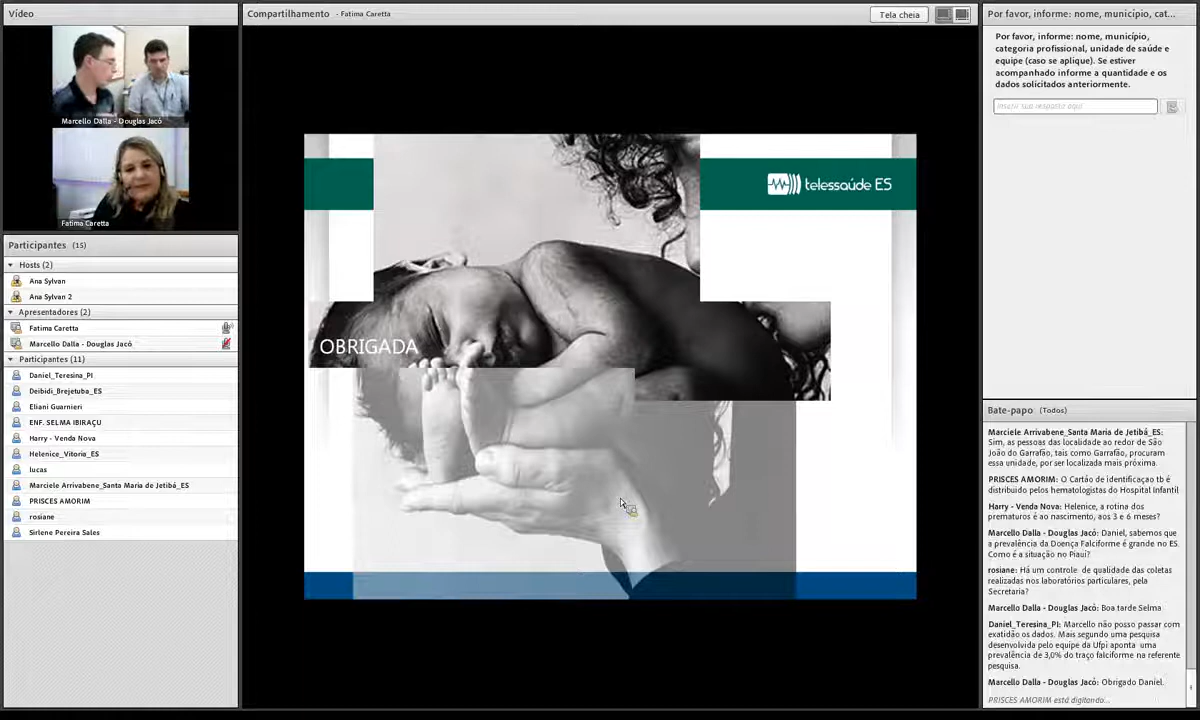 Vídeo
Marcello Dalla - Douglas Jacó
Fatima Caretta
Participantes (15)
Hosts (2)
Ana Sylvan
Ana Sylvan 2
Apresentadores (2)
Fatima Caretta
Marcello Dalla - Douglas Jacó
Participantes (11)
Daniel_Teresina_PI
Deibidi_Brejetuba_ES
Eliani Guarnieri
ENF. SELMA IBIRAÇU
Harry - Venda Nova
Helenice_Vitoria_ES
lucas
Marciele Arrivabene_Santa Maria de Jetibá_ES
PRISCES AMORIM
rosiane
Sirlene Pereira Sales
Compartilhamento - Fatima Caretta
Tela cheia
telessaúde ES
OBRIGADA
Por favor, informe: nome, município, cat...
Por favor, informe: nome, município,
categoria profissional, unidade de saúde e
equipe (caso se aplique). Se estiver
acompanhado informe a quantidade e os
dados solicitados anteriormente.
Inserir sua resposta aqui
Bate-papo (Todos)
Marciele Arrivabene_Santa Maria de Jetibá_ES:
Sim, as pessoas das localidade ao redor de São
João do Garrafão, tais como Garrafão, procuram
essa unidade, por ser localizada mais próxima.
PRISCES AMORIM: O Cartão de identificaçao tb é
distribuido pelos hematologistas do Hospital Infantil
Harry - Venda Nova: Helenice, a rotina dos
prematuros é ao nascimento, aos 3 e 6 meses?
Marcello Dalla - Douglas Jacó: Daniel, sabemos que
a prevalência da Doença Falciforme é grande no ES.
Como é a situação no Piauí?
rosiane: Há um controle de qualidade das coletas
realizadas nos laboratórios particulares, pela
Secretaria?
Marcello Dalla - Douglas Jacó: Boa tarde Selma
Daniel_Teresina_PI: Marcello não posso passar com
exatidão os dados. Mais segundo uma pesquisa
desenvolvida pelo equipe da Ufpi aponta uma
prevalência de 3,0% do traço falciforme na referente
pesquisa.
Marcello Dalla - Douglas Jacó: Obrigado Daniel.
PRISCES AMORIM está digitando...